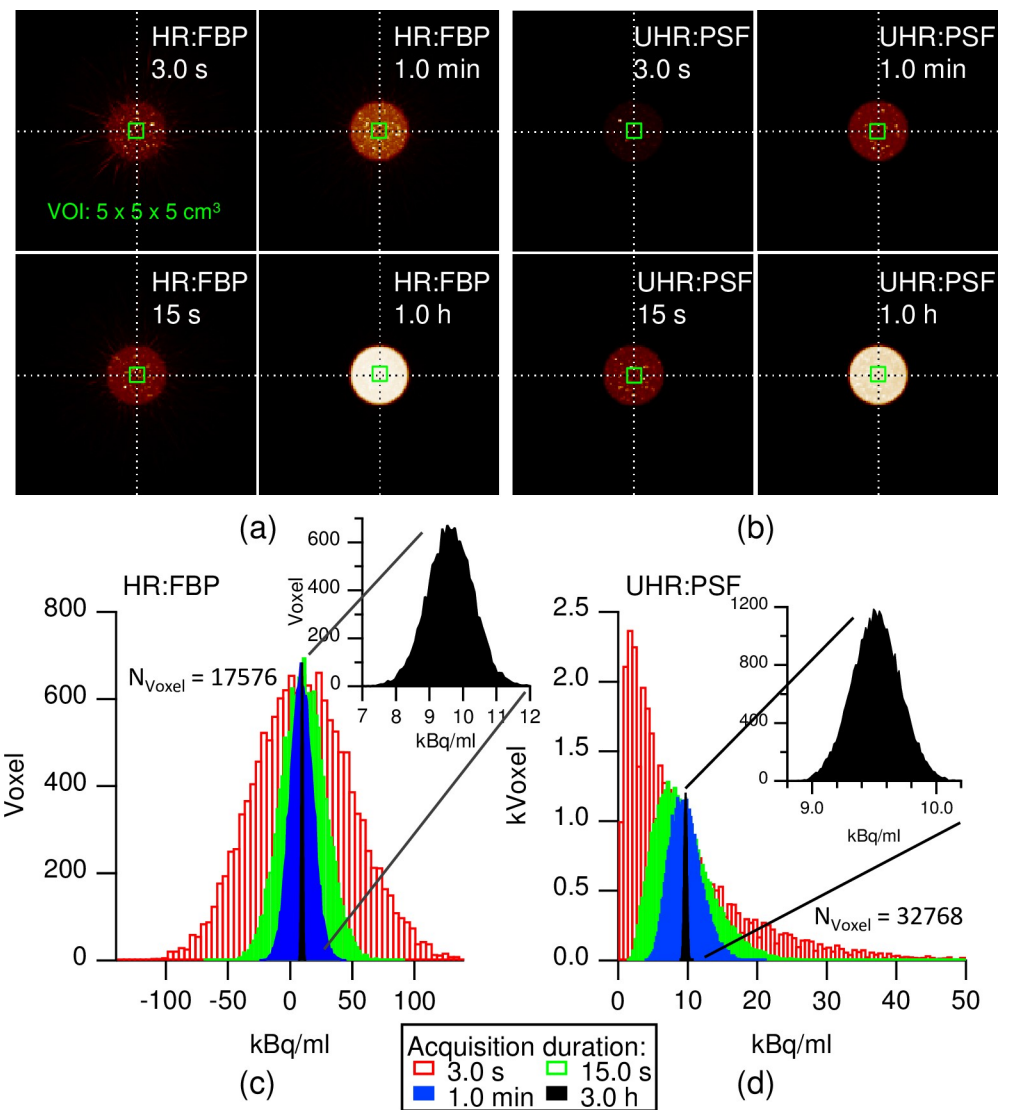 HR:FBP
3.0 s
HR:FBP
1.0 min
UHR:PSF
3.0 s
UHR:PSF
1.0 min
VOI: 5 x 5 x 5 cm³
HR:FBP
15 s
HR:FBP
1.0 h
UHR:PSF
15 s
UHR:PSF
1.0 h
(a)
(b)
HR:FBP
N_Voxel = 17576
Voxel
800
600
400
200
0
-100 -50 0 50 100
kBq/ml
(c)
Voxel
600
400
200
0
7 8 9 10 11 12
kBq/ml
UHR:PSF
kVoxel
2.5
2.0
1.5
1.0
0.5
0.0
0 10 20 30 40 50
kBq/ml
N_Voxel = 32768
(d)
1200
800
400
0
9.0 10.0
kBq/ml
Acquisition duration:
3.0 s 15.0 s
1.0 min 3.0 h